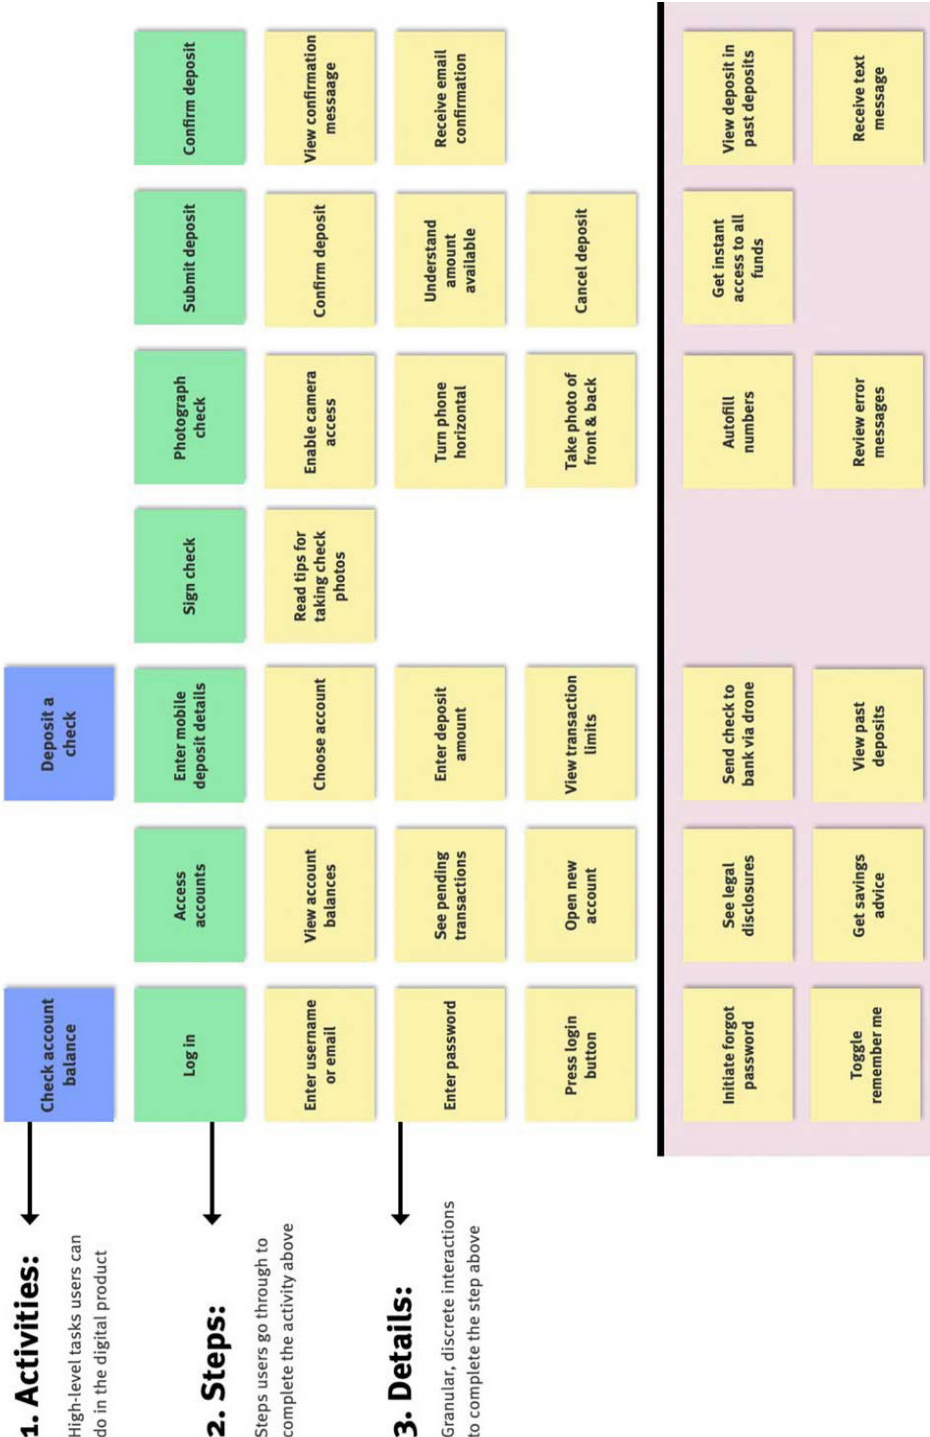 1. Activities:
High-level tasks users can
do in the digital product
Check account
balance
Deposit a
check
2. Steps:
Steps users go through to
complete the activity above
Log in
Access
accounts
Enter mobile
deposit details
Sign check
Photograph
check
Submit deposit
Confirm deposit
3. Details:
Granular, discrete interactions
to complete the step above
Enter username
or email
View account
balances
Choose account
Read tips for
taking check
photos
Enable camera
access
Confirm deposit
View confirmation
messaage
Enter password
See pending
transactions
Enter deposit
amount
Turn phone
horizontal
Understand
amount
available
Receive email
confirmation
Press login
button
Open new
account
View transaction
limits
Take photo of
front & back
Cancel deposit
Initiate forgot
password
See legal
disclosures
Send check to
bank via drone
Autofill
numbers
Get instant
access to all
funds
View deposit in
past deposits
Toggle
remember me
Get savings
advice
View past
deposits
Review error
messages
Receive text
message